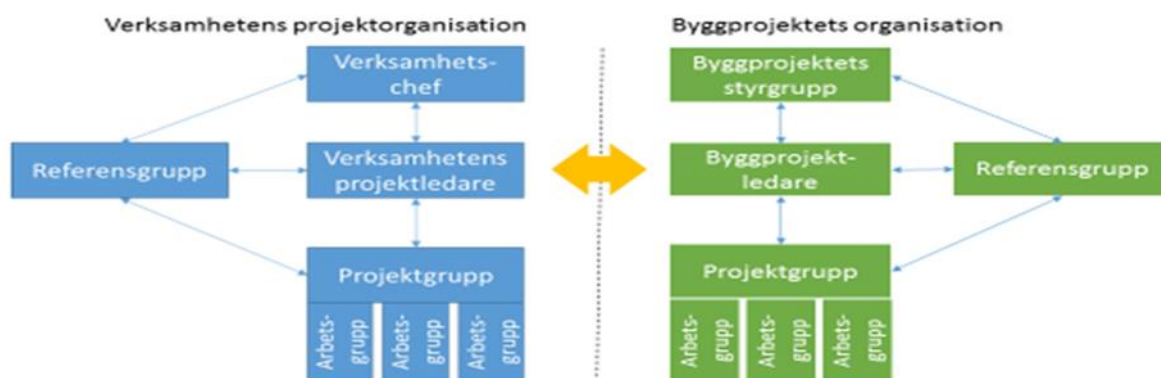 Verksamhetens projektorganisation
Verksamhets-
chef
Referensgrupp
Verksamhetens
projektledare
Projektgrupp
Arbets-
grupp
Arbets-
grupp
Arbets-
grupp
Byggprojektets organisation
Byggprojektets
styrgrupp
Byggprojekt-
ledare
Referensgrupp
Projektgrupp
Arbets-
grupp
Arbets-
grupp
Arbets-
grupp